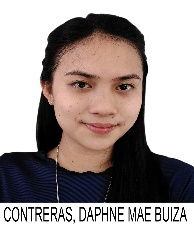 CONTRERAS, DAPHNE MAE BUIZA